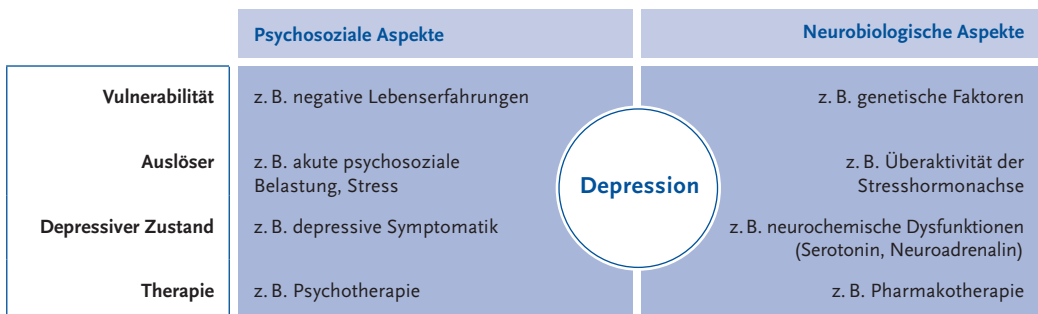 Psychosoziale Aspekte
Neurobiologische Aspekte
Vulnerabilität
z. B. negative Lebenserfahrungen
z. B. genetische Faktoren
Auslöser
z. B. akute psychosoziale
Belastung, Stress
z. B. Überaktivität der
Stresshormonachse
Depression
Depressiver Zustand
z. B. depressive Symptomatik
z. B. neurochemische Dysfunktionen
(Serotonin, Neuroadrenalin)
Therapie
z. B. Psychotherapie
z. B. Pharmakotherapie